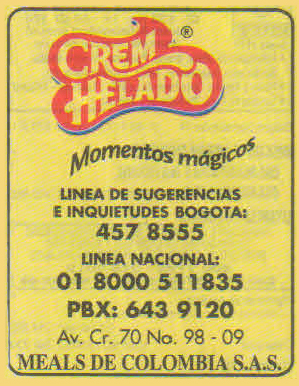 CREM
HELADO®
Momentos mágicos
LINEA DE SUGERENCIAS
E INQUIETUDES BOGOTA:
457 8555
LINEA NACIONAL:
01 8000 511835
PBX: 643 9120
Av. Cr. 70 No. 98 - 09
MEALS DE COLOMBIA S.A.S.